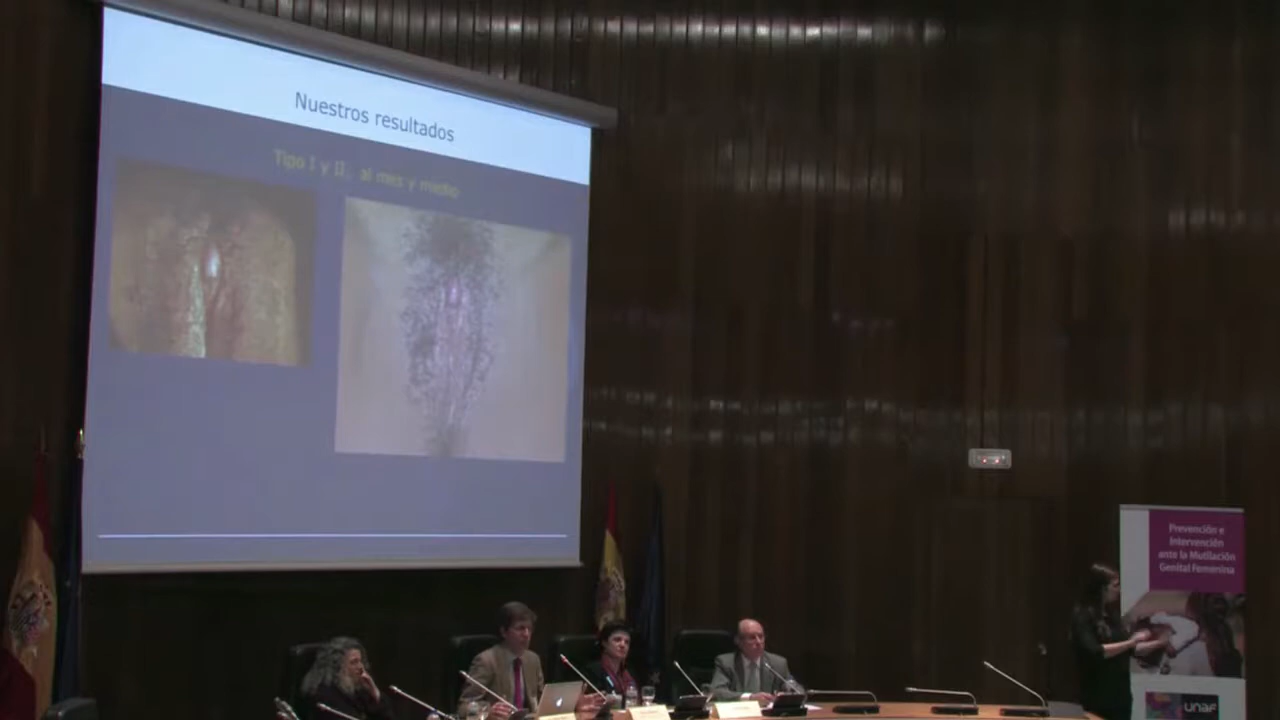 Nuestros resultados
Tipo I y II al mes y medio
Prevención e
Intervención
ante la Mutilación
Genital Femenina
unaf